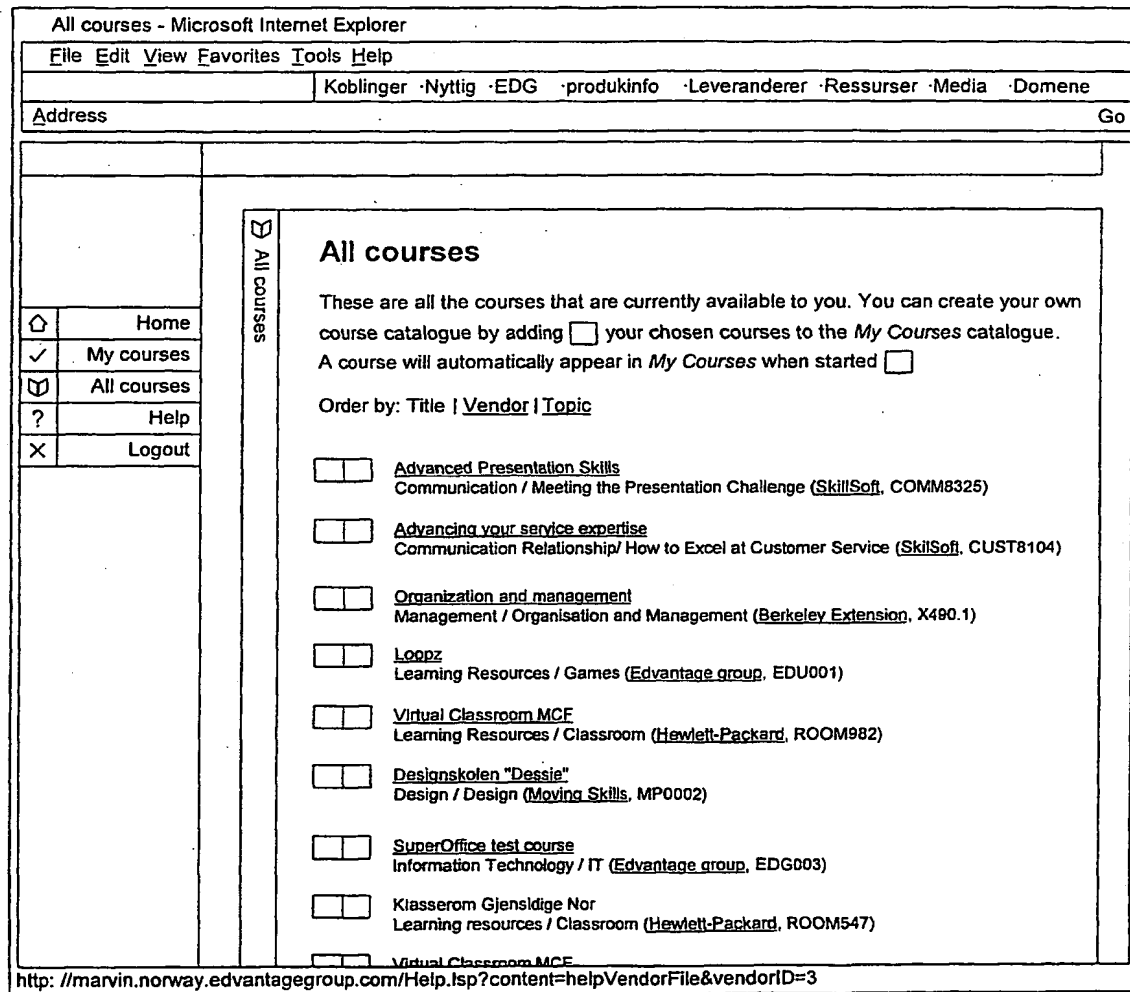 All courses - Microsoft Internet Explorer
File Edit View Favorites Tools Help
Koblinger ·Nyttig ·EDG ·produkinfo ·Leveranderer ·Ressurser ·Media ·Domene
Address Go
Home
My courses
All courses
? Help
Logout
All courses
All courses
These are all the courses that are currently available to you. You can create your own
course catalogue by adding your chosen courses to the My Courses catalogue.
A course will automatically appear in My Courses when started
Order by: Title | Vendor | Topic
Advanced Presentation Skills
Communication / Meeting the Presentation Challenge (SkillSoft, COMM8325)
Advancing your service expertise
Communication Relationship/ How to Excel at Customer Service (SkilSoft, CUST8104)
Organization and management
Management / Organisation and Management (Berkeley Extension, X490.1)
Loopz
Learning Resources / Games (Edvantage group, EDU001)
Virtual Classroom MCF
Learning Resources / Classroom (Hewlett-Packard, ROOM982)
Designskolen "Dessie"
Design / Design (Moving Skills, MP0002)
SuperOffice test course
Information Technology / IT (Edvantage group, EDG003)
Klasserom Gjensidige Nor
Learning resources / Classroom (Hewlett-Packard, ROOM547)
Virtual Classroom MCF
http: //marvin.norway.edvantagegroup.com/Help.lsp?content=helpVendorFile&vendorID=3